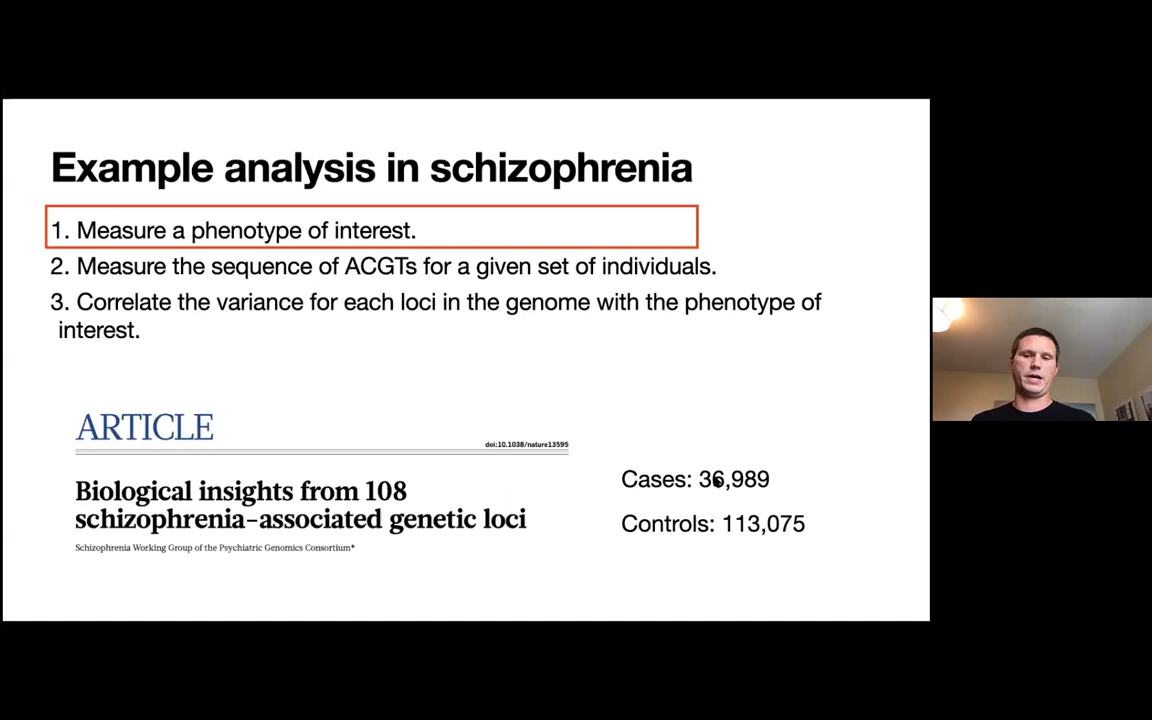 Example analysis in schizophrenia
1. Measure a phenotype of interest.
2. Measure the sequence of ACGTs for a given set of individuals.
3. Correlate the variance for each loci in the genome with the phenotype of
interest.
ARTICLE
doi:10.1038/nature13595
Biological insights from 108
schizophrenia-associated genetic loci
Schizophrenia Working Group of the Psychiatric Genomics Consortium*
Cases: 36,989
Controls: 113,075